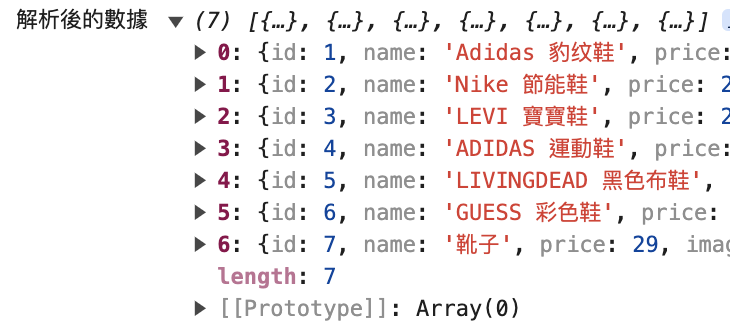 解析後的數據 ▼ (7) [{…}, {…}, {…}, {…}, {…}, {…}, {…}]
▶ 0: {id: 1, name: 'Adidas 豹纹鞋', price:
▶ 1: {id: 2, name: 'Nike 節能鞋', price: 2
▶ 2: {id: 3, name: 'LEVI 寶寶鞋', price: 2
▶ 3: {id: 4, name: 'ADIDAS 運動鞋', price:
▶ 4: {id: 5, name: 'LIVINGDEAD 黑色布鞋',
▶ 5: {id: 6, name: 'GUESS 彩色鞋', price:
▶ 6: {id: 7, name: '靴子', price: 29, imag
length: 7
▶ [[Prototype]]: Array(0)